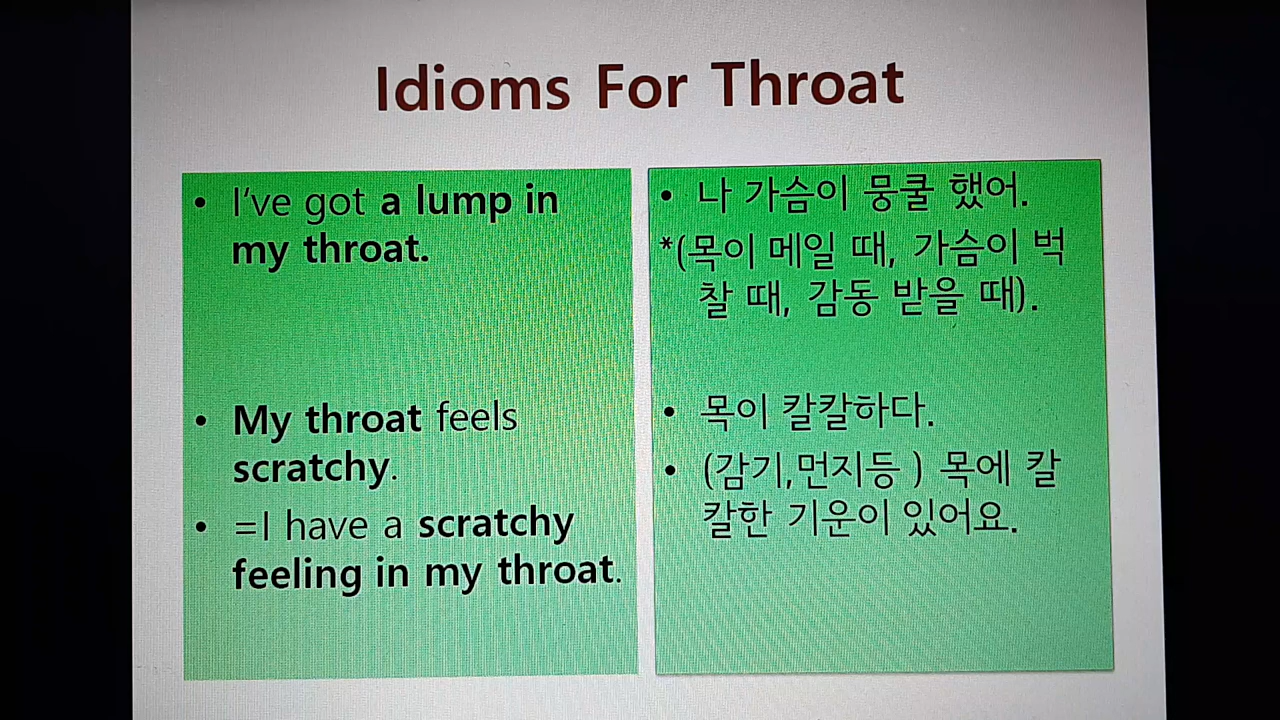 Idioms For Throat
• I've got a lump in
my throat.
• My throat feels
scratchy.
• =I have a scratchy
feeling in my throat.
• 나 가슴이 뭉쿨 했어.
*(목이 메일 때, 가슴이 벅
찰 때, 감동 받을 때).
• 목이 칼칼하다.
• (감기,먼지등 ) 목에 칼
칼한 기운이 있어요.